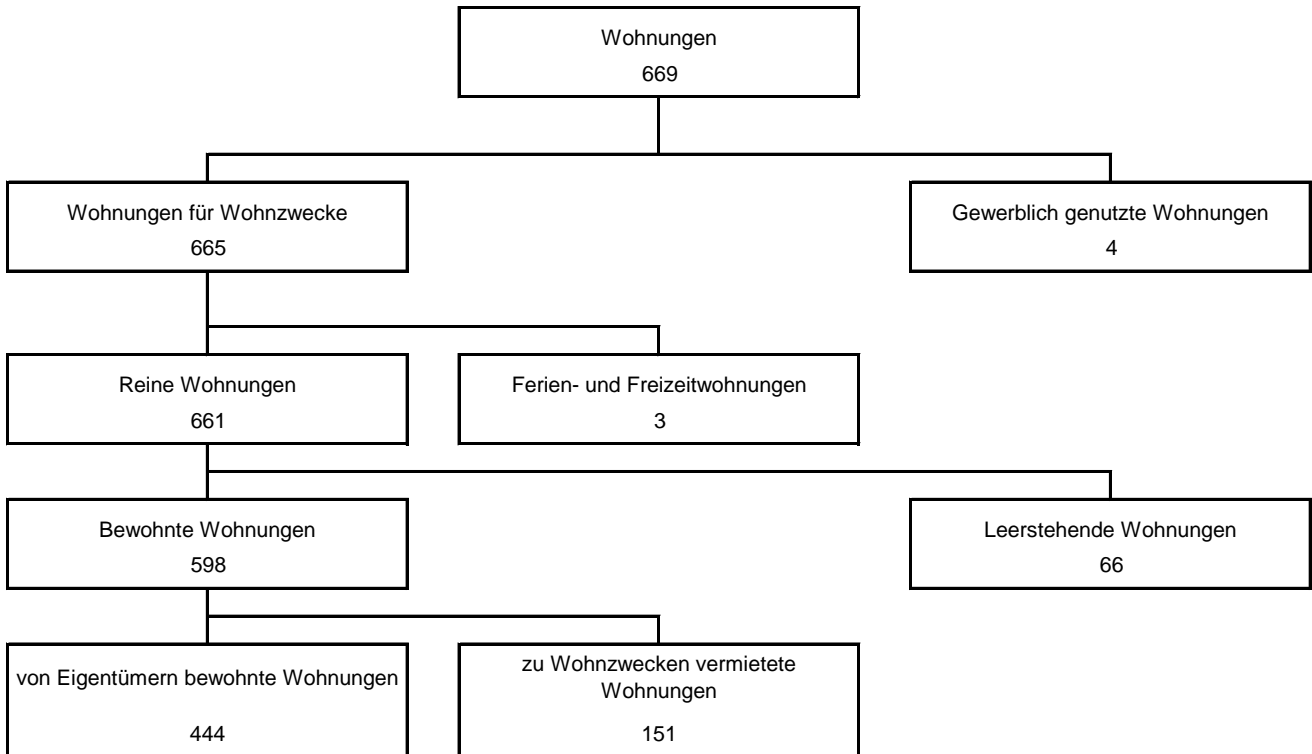 Wohnungen
669
Wohnungen für Wohnzwecke
665
Gewerblich genutzte Wohnungen
4
Reine Wohnungen
661
Ferien- und Freizeitwohnungen
3
Bewohnte Wohnungen
598
Leerstehende Wohnungen
66
von Eigentümern bewohnte Wohnungen
444
zu Wohnzwecken vermietete
Wohnungen
151